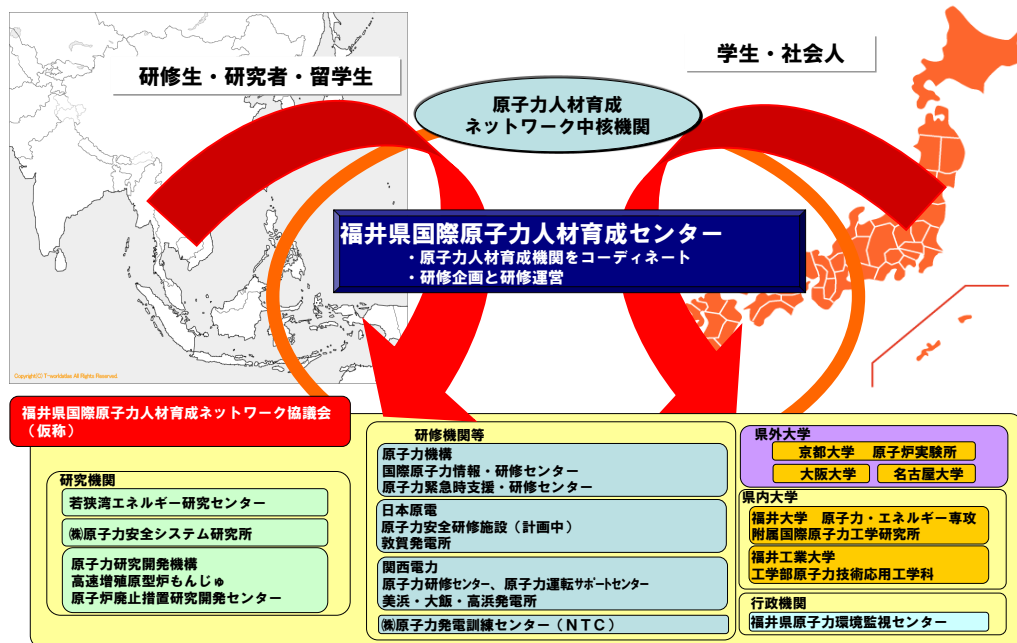 研修生・研究者・留学生
学生・社会人
原子力人材育成
ネットワーク中核機関
福井県国際原子力人材育成センター
・原子力人材育成機関をコーディネート
・研修企画と研修運営
Copyright(C) T-worldatlas All Rights Reserved.
福井県国際原子力人材育成ネットワーク協議会
（仮称）
研究機関
若狭湾エネルギー研究センター
㈱原子力安全システム研究所
原子力研究開発機構
高速増殖原型炉もんじゅ
原子炉廃止措置研究開発センター
研修機関等
原子力機構
国際原子力情報・研修センター
原子力緊急時支援・研修センター
日本原電
原子力安全研修施設（計画中）
敦賀発電所
関西電力
原子力研修センター、原子力運転サポートセンター
美浜・大飯・高浜発電所
㈱原子力発電訓練センター（ＮＴＣ）
県外大学
京都大学　原子炉実験所
大阪大学
名古屋大学
県内大学
福井大学　原子力・エネルギー専攻
附属国際原子力工学研究所
福井工業大学
工学部原子力技術応用工学科
行政機関
福井県原子力環境監視センター